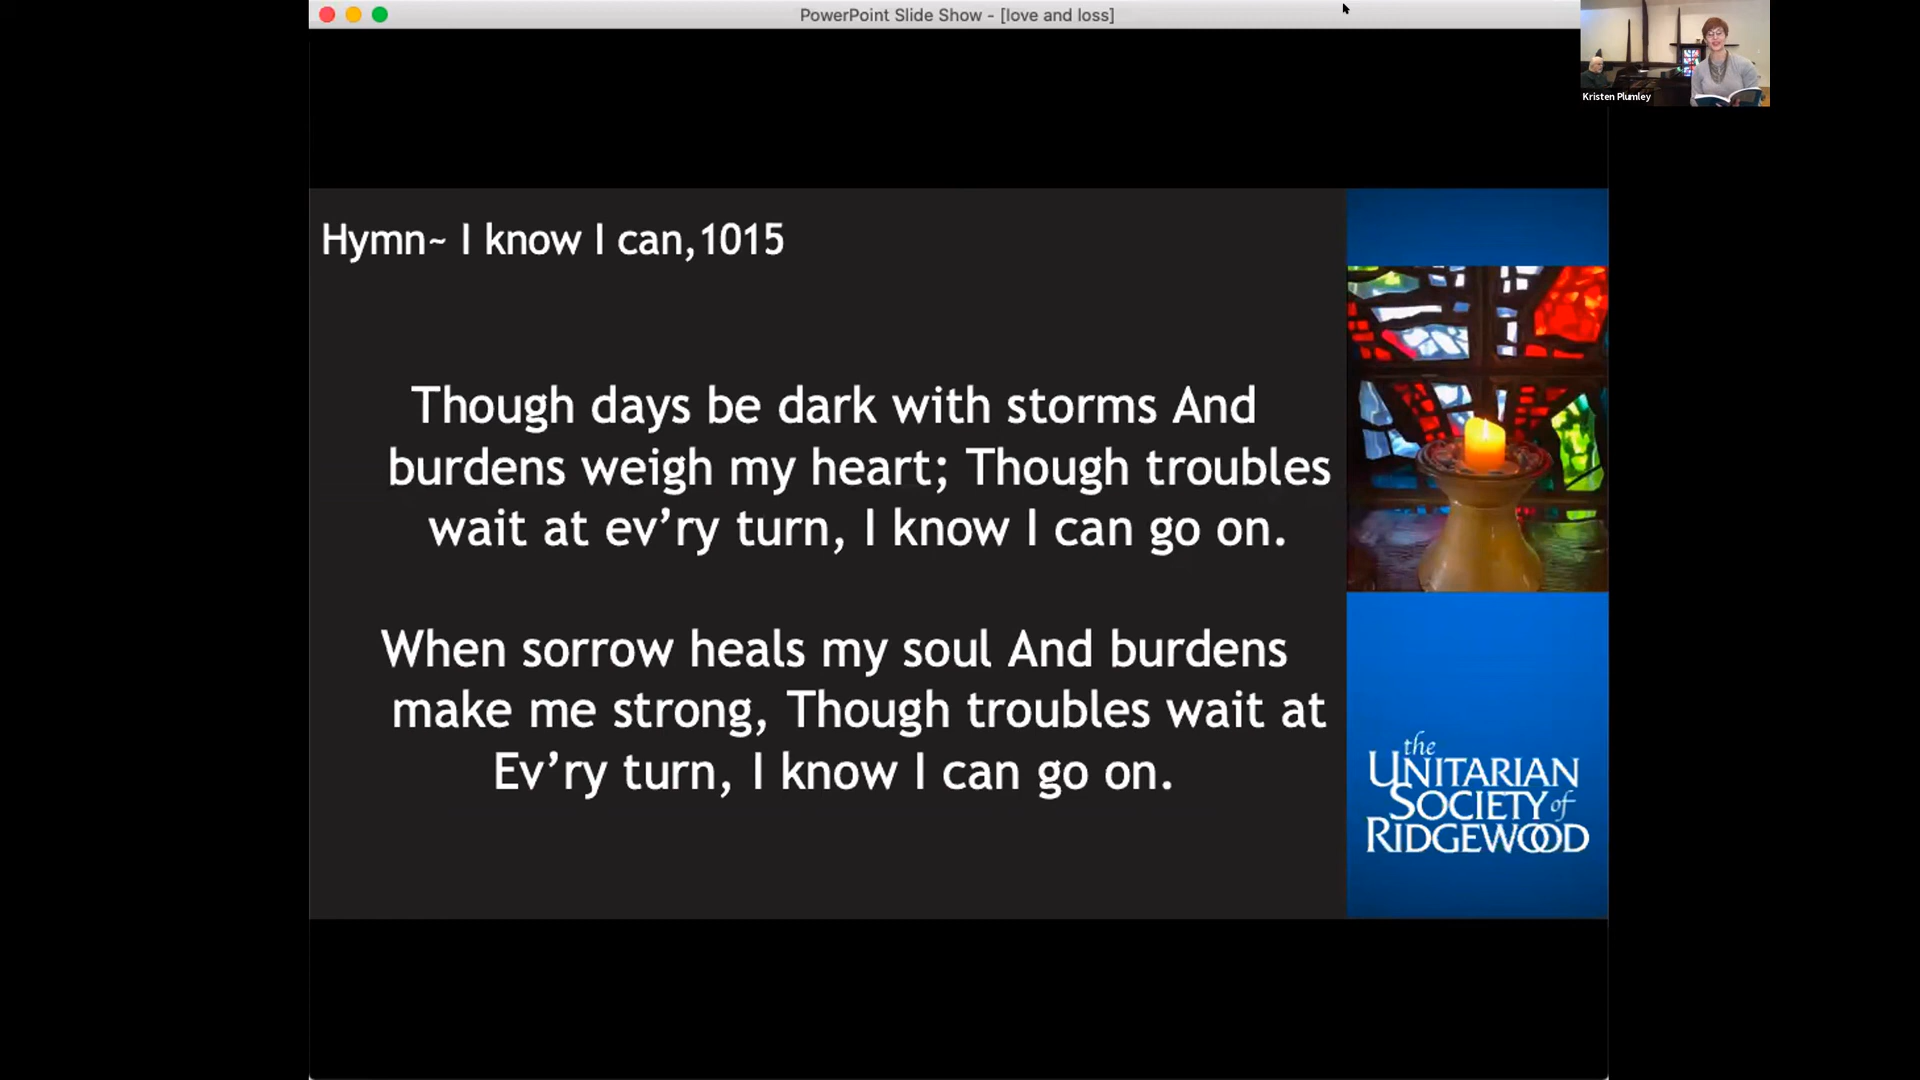 PowerPoint Slide Show - [love and loss]
Kristen Plumley
Hymn~ I know I can,1015
Though days be dark with storms And
burdens weigh my heart; Though troubles
wait at ev’ry turn, I know I can go on.
When sorrow heals my soul And burdens
make me strong, Though troubles wait at
Ev’ry turn, I know I can go on.
the
UNITARIAN
SOCIETY of
RIDGEWOOD